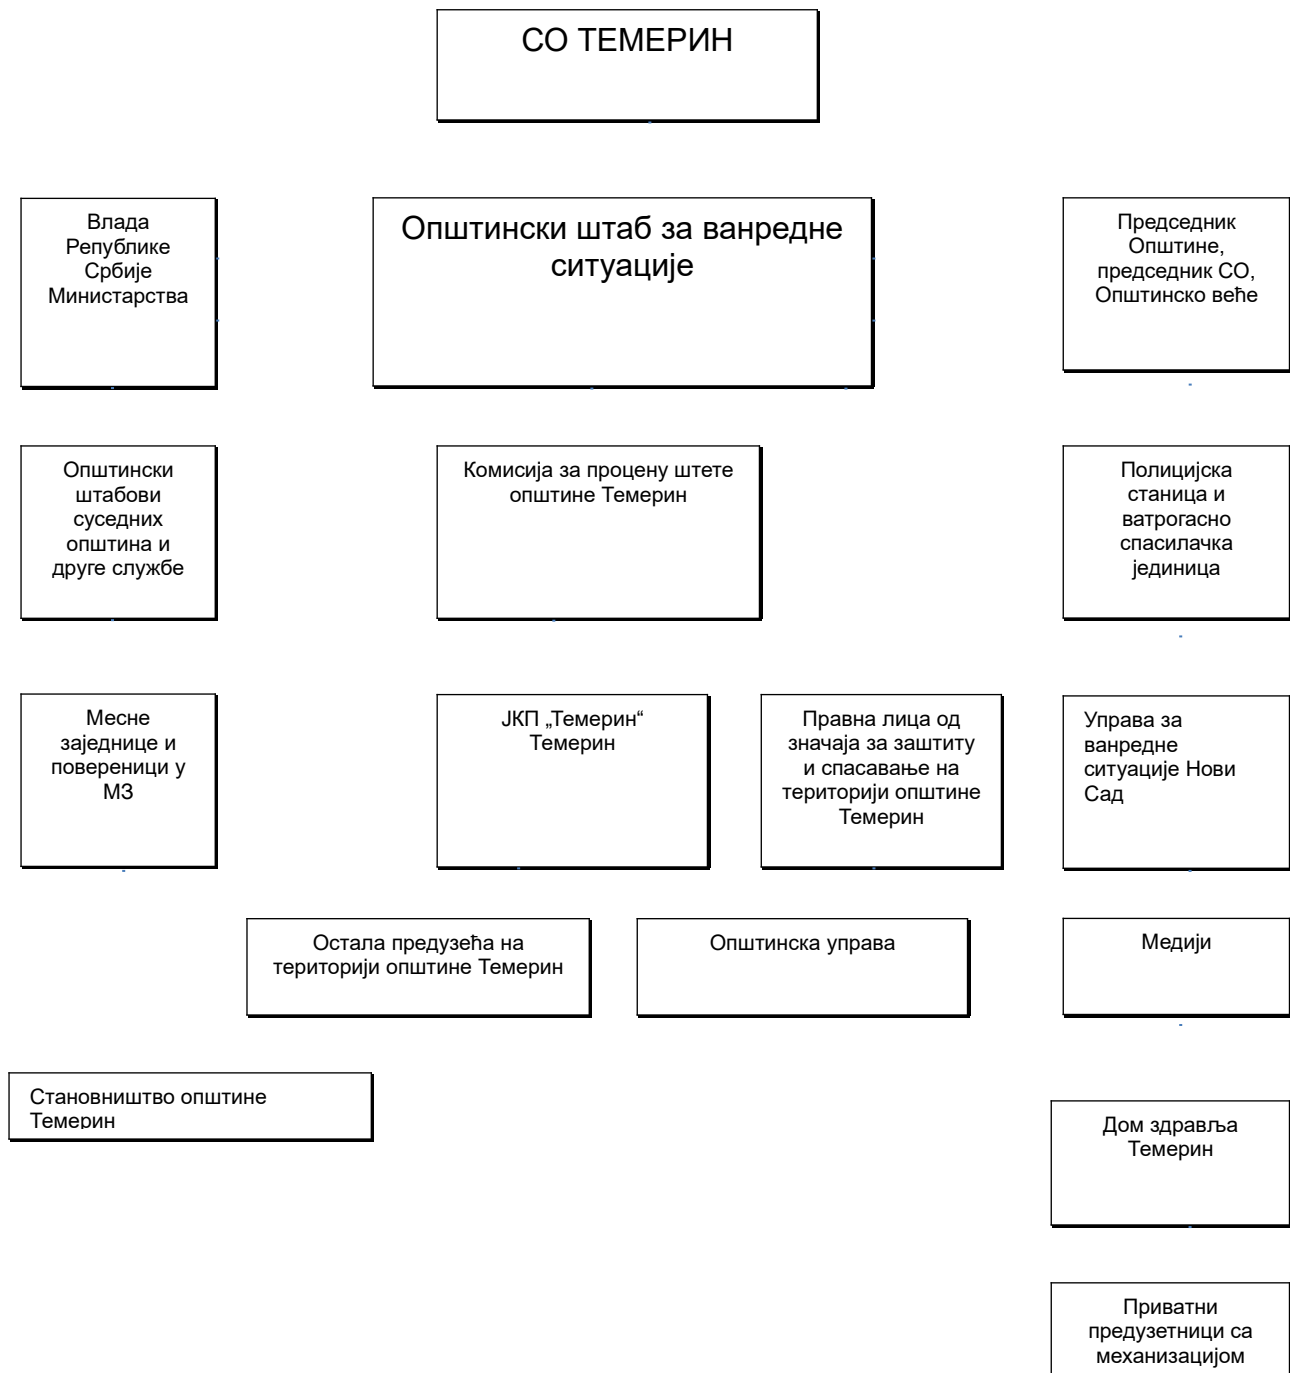 СО ТЕМЕРИН
Влада
Републике
Србије
Министарства
Општински штаб за ванредне
ситуације
Председник
Општине,
председник СО,
Општинско веће
Општински
штабови
суседних
општина и
друге службе
Комисија за процену штете
општине Темерин
Полицијска
станица и
ватрогасно
спасилачка
јединица
Месне
заједнице и
повереници у
МЗ
ЈКП „Темерин“
Темерин
Правна лица од
значаја за заштиту
и спасавање на
територији општине
Темерин
Управа за
ванредне
ситуације Нови
Сад
Остала предузећа на
територији општине Темерин
Општинска управа
Медији
Становништво општине
Темерин
Дом здравља
Темерин
Приватни
предузетници са
механизацијом